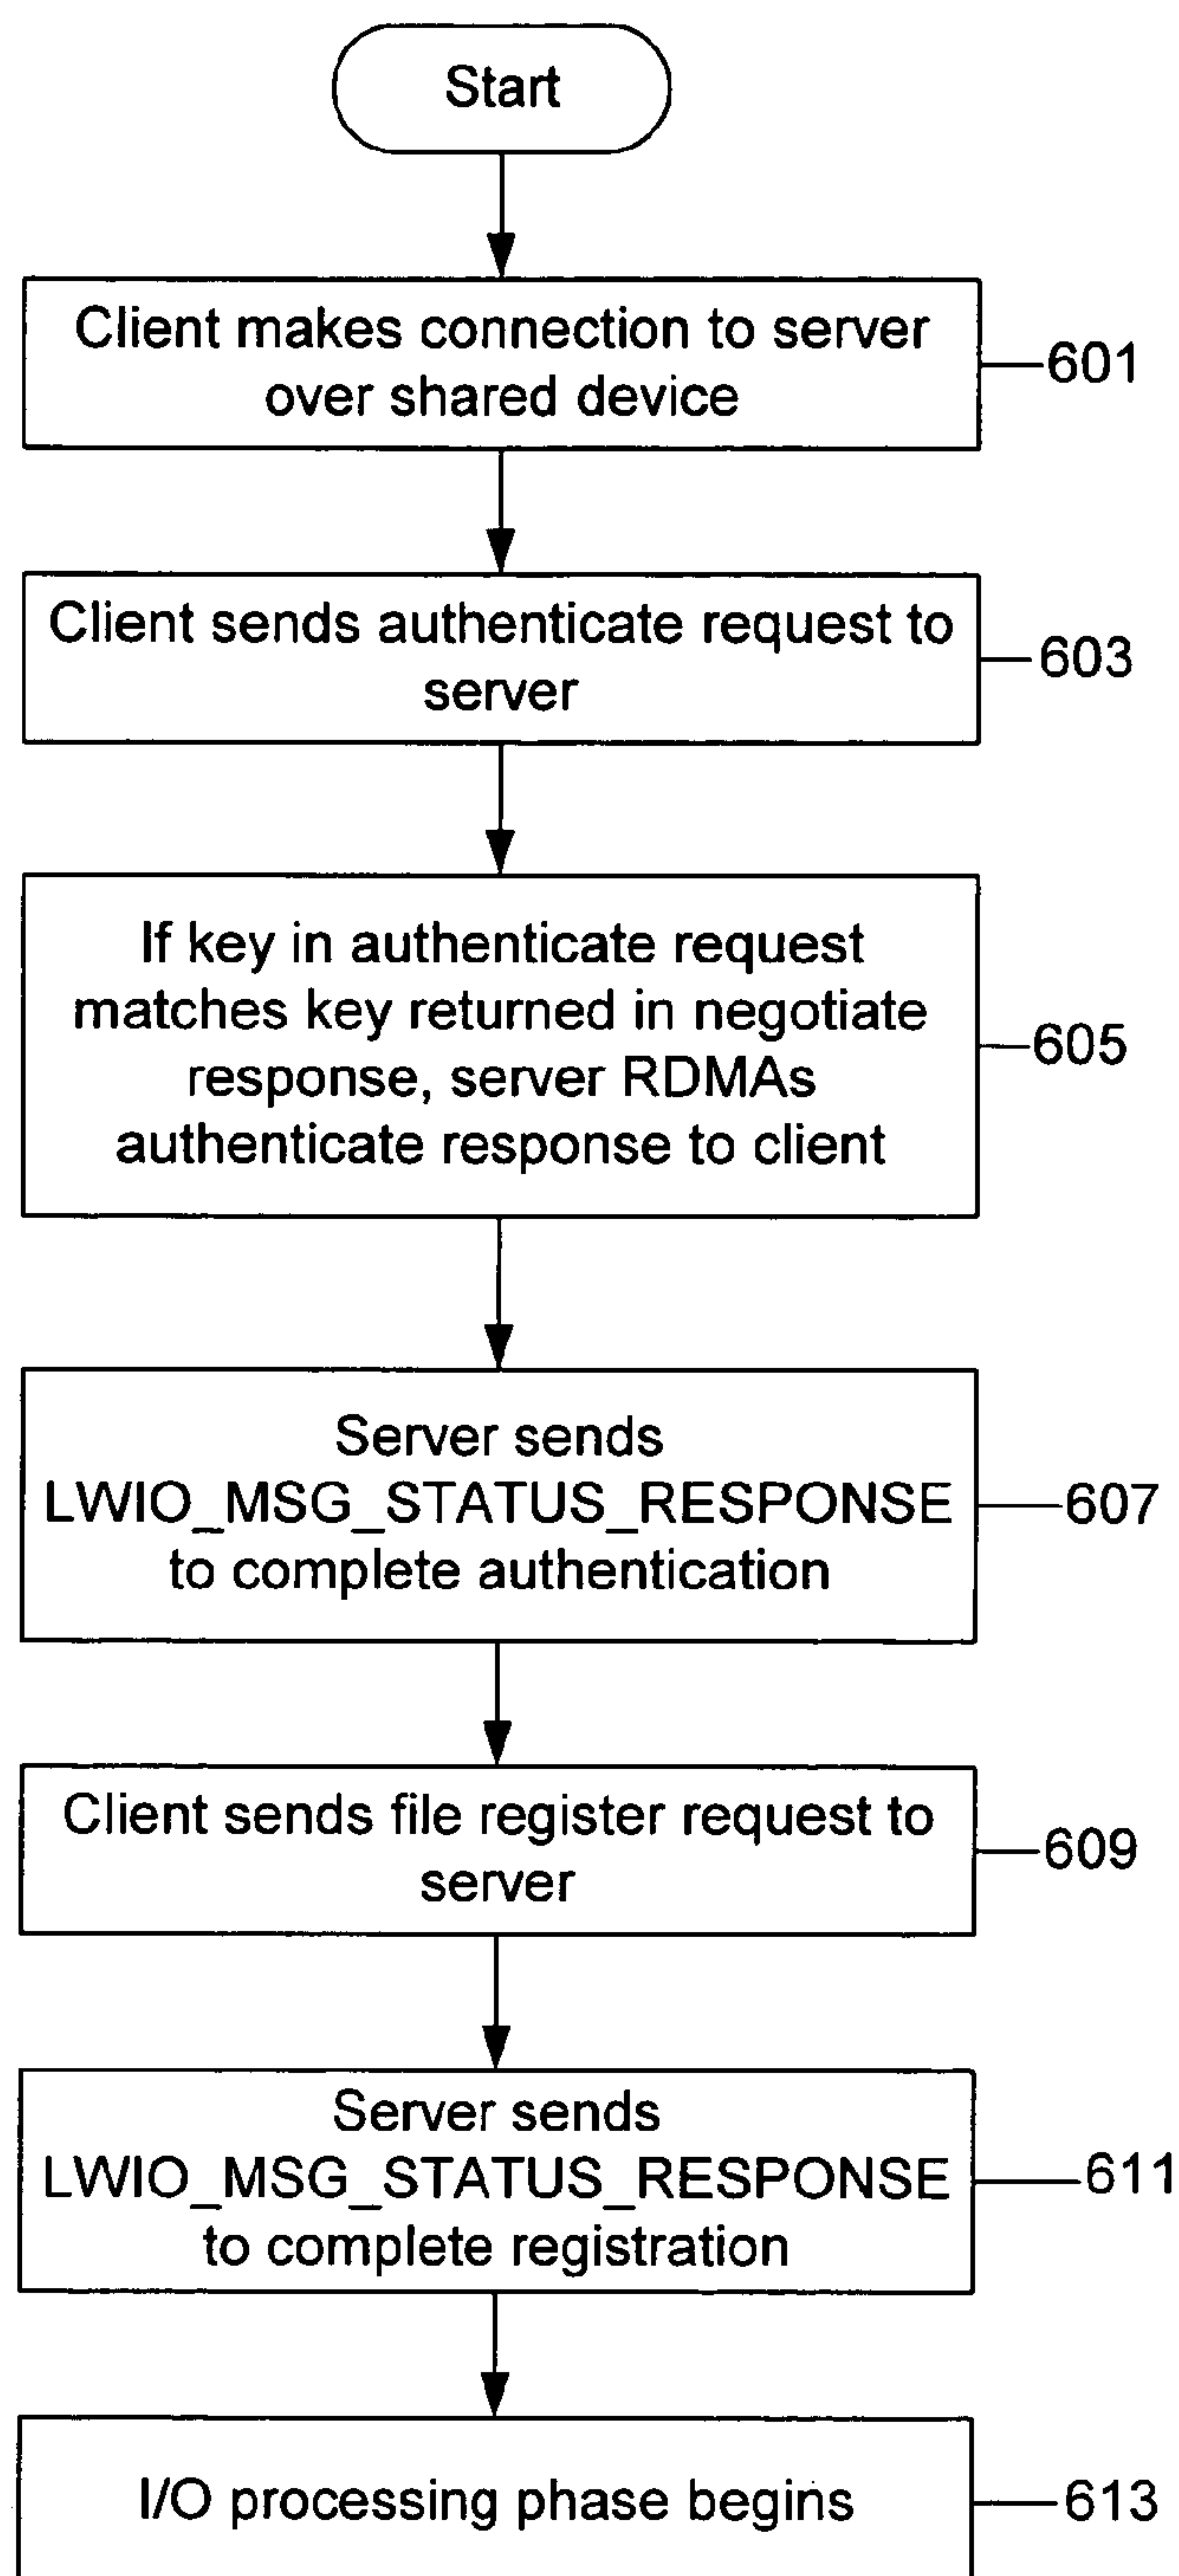 Start
Client makes connection to server
over shared device
601
Client sends authenticate request to
server
603
If key in authenticate request
matches key returned in negotiate
response, server RDMAs
authenticate response to client
605
Server sends
LWIO_MSG_STATUS_RESPONSE
to complete authentication
607
Client sends file register request to
server
609
Server sends
LWIO_MSG_STATUS_RESPONSE
to complete registration
611
I/O processing phase begins
613